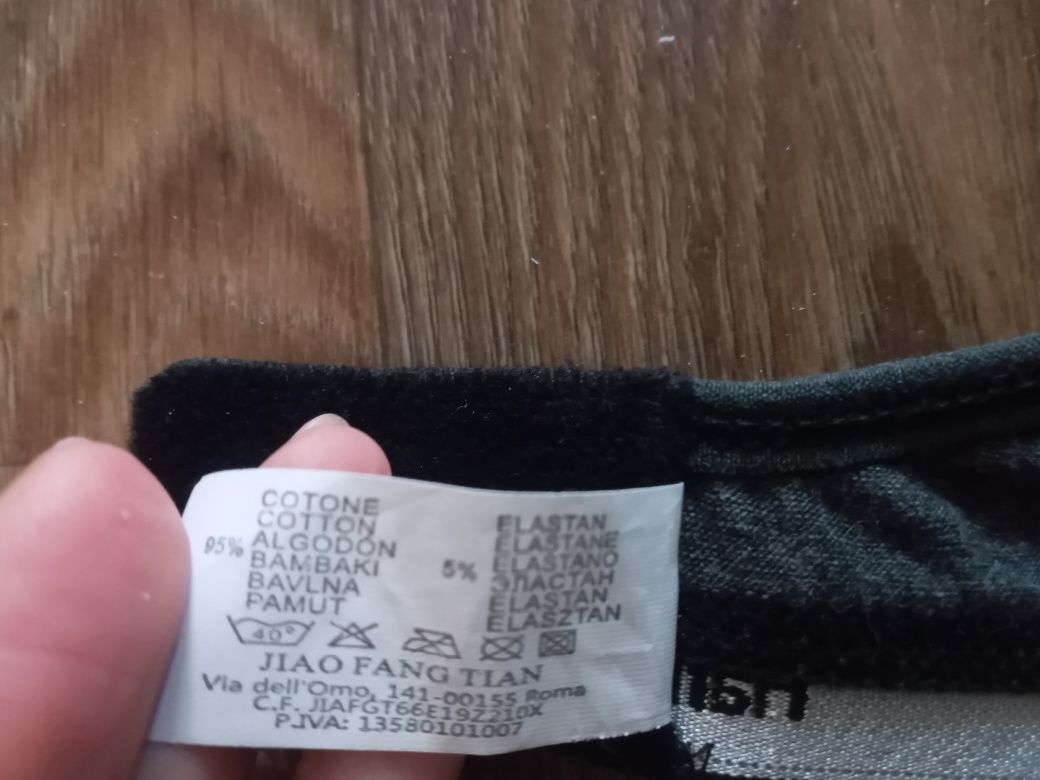 95%
COTONE
COTTON
ALGODÓN
BAMBAKI
BAVLNA
PAMUT
5%
ELASTAN
ELASTANE
ELASTANO
ЭЛАСТАН
ELASTAN
ELASZTAN
40°
JIAO FANG TIAN
Via dell'Omo, 141-00155 Roma
C.F. JIAFGT66E19Z210X
P.IVA: 13580101007